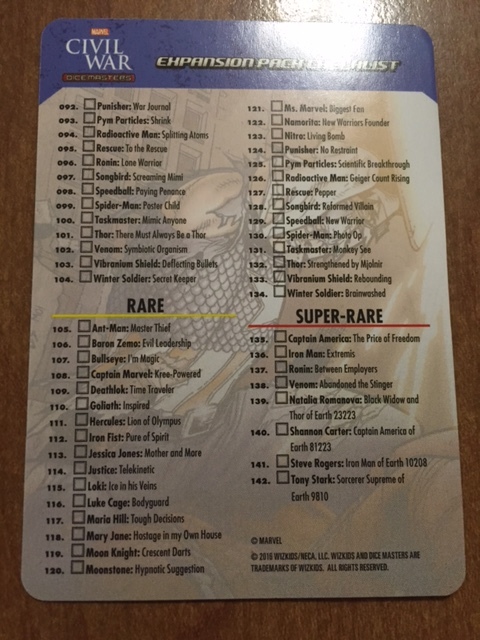 MARVEL
CIVIL WAR
DICEMASTERS
EXPANSION PACK CHECKLIST
092. Punisher: War Journal
093. Pym Particles: Shrink
094. Radioactive Man: Splitting Atoms
095. Rescue: To the Rescue
096. Ronin: Lone Warrior
097. Songbird: Screaming Mimi
098. Speedball: Paying Penance
099. Spider-Man: Poster Child
100. Taskmaster: Mimic Anyone
101. Thor: There Must Always Be a Thor
102. Venom: Symbiotic Organism
103. Vibranium Shield: Deflecting Bullets
104. Winter Soldier: Secret Keeper
RARE
105. Ant-Man: Master Thief
106. Baron Zemo: Evil Leadership
107. Bullseye: I'm Magic
108. Captain Marvel: Kree-Powered
109. Deathlok: Time Traveler
110. Goliath: Inspired
111. Hercules: Lion of Olympus
112. Iron Fist: Pure of Spirit
113. Jessica Jones: Mother and More
114. Justice: Telekinetic
115. Loki: Ice in his Veins
116. Luke Cage: Bodyguard
117. Maria Hill: Tough Decisions
118. Mary Jane: Hostage in my Own House
119. Moon Knight: Crescent Darts
120. Moonstone: Hypnotic Suggestion
121. Ms. Marvel: Biggest Fan
122. Namorita: New Warriors Founder
123. Nitro: Living Bomb
124. Punisher: No Restraint
125. Pym Particles: Scientific Breakthrough
126. Radioactive Man: Geiger Count Rising
127. Rescue: Pepper
128. Songbird: Reformed Villain
129. Speedball: New Warrior
130. Spider-Man: Photo Op
131. Taskmaster: Monkey See
132. Thor: Strengthened by Mjolnir
133. Vibranium Shield: Rebounding
134. Winter Soldier: Brainwashed
SUPER-RARE
135. Captain America: The Price of Freedom
136. Iron Man: Extremis
137. Ronin: Between Employers
138. Venom: Abandoned the Stinger
139. Natalia Romanova: Black Widow and
Thor of Earth 23223
140. Shannon Carter: Captain America of
Earth 81223
141. Steve Rogers: Iron Man of Earth 10208
142. Tony Stark: Sorcerer Supreme of
Earth 9810
© MARVEL
© 2016 WIZKIDS/NECA, LLC. WIZKIDS AND DICE MASTERS ARE
TRADEMARKS OF WIZKIDS. ALL RIGHTS RESERVED.